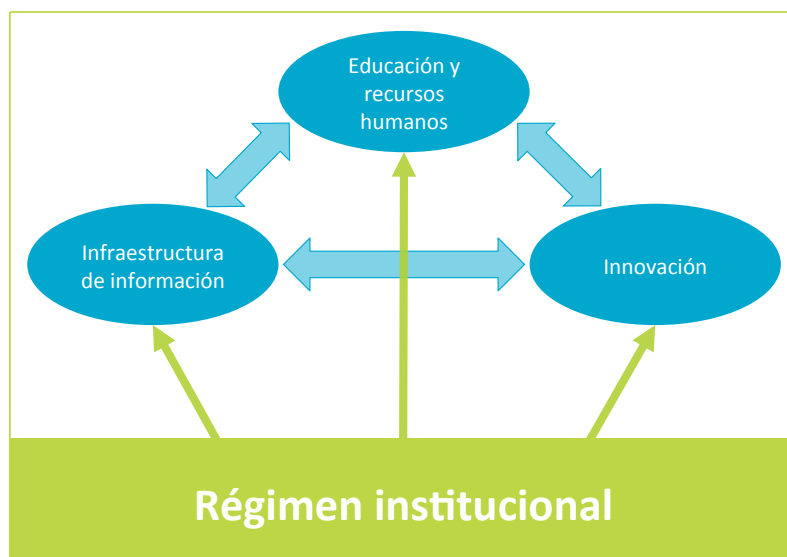 Educación y
recursos
humanos
Infraestructura
de información
Innovación
Régimen institucional